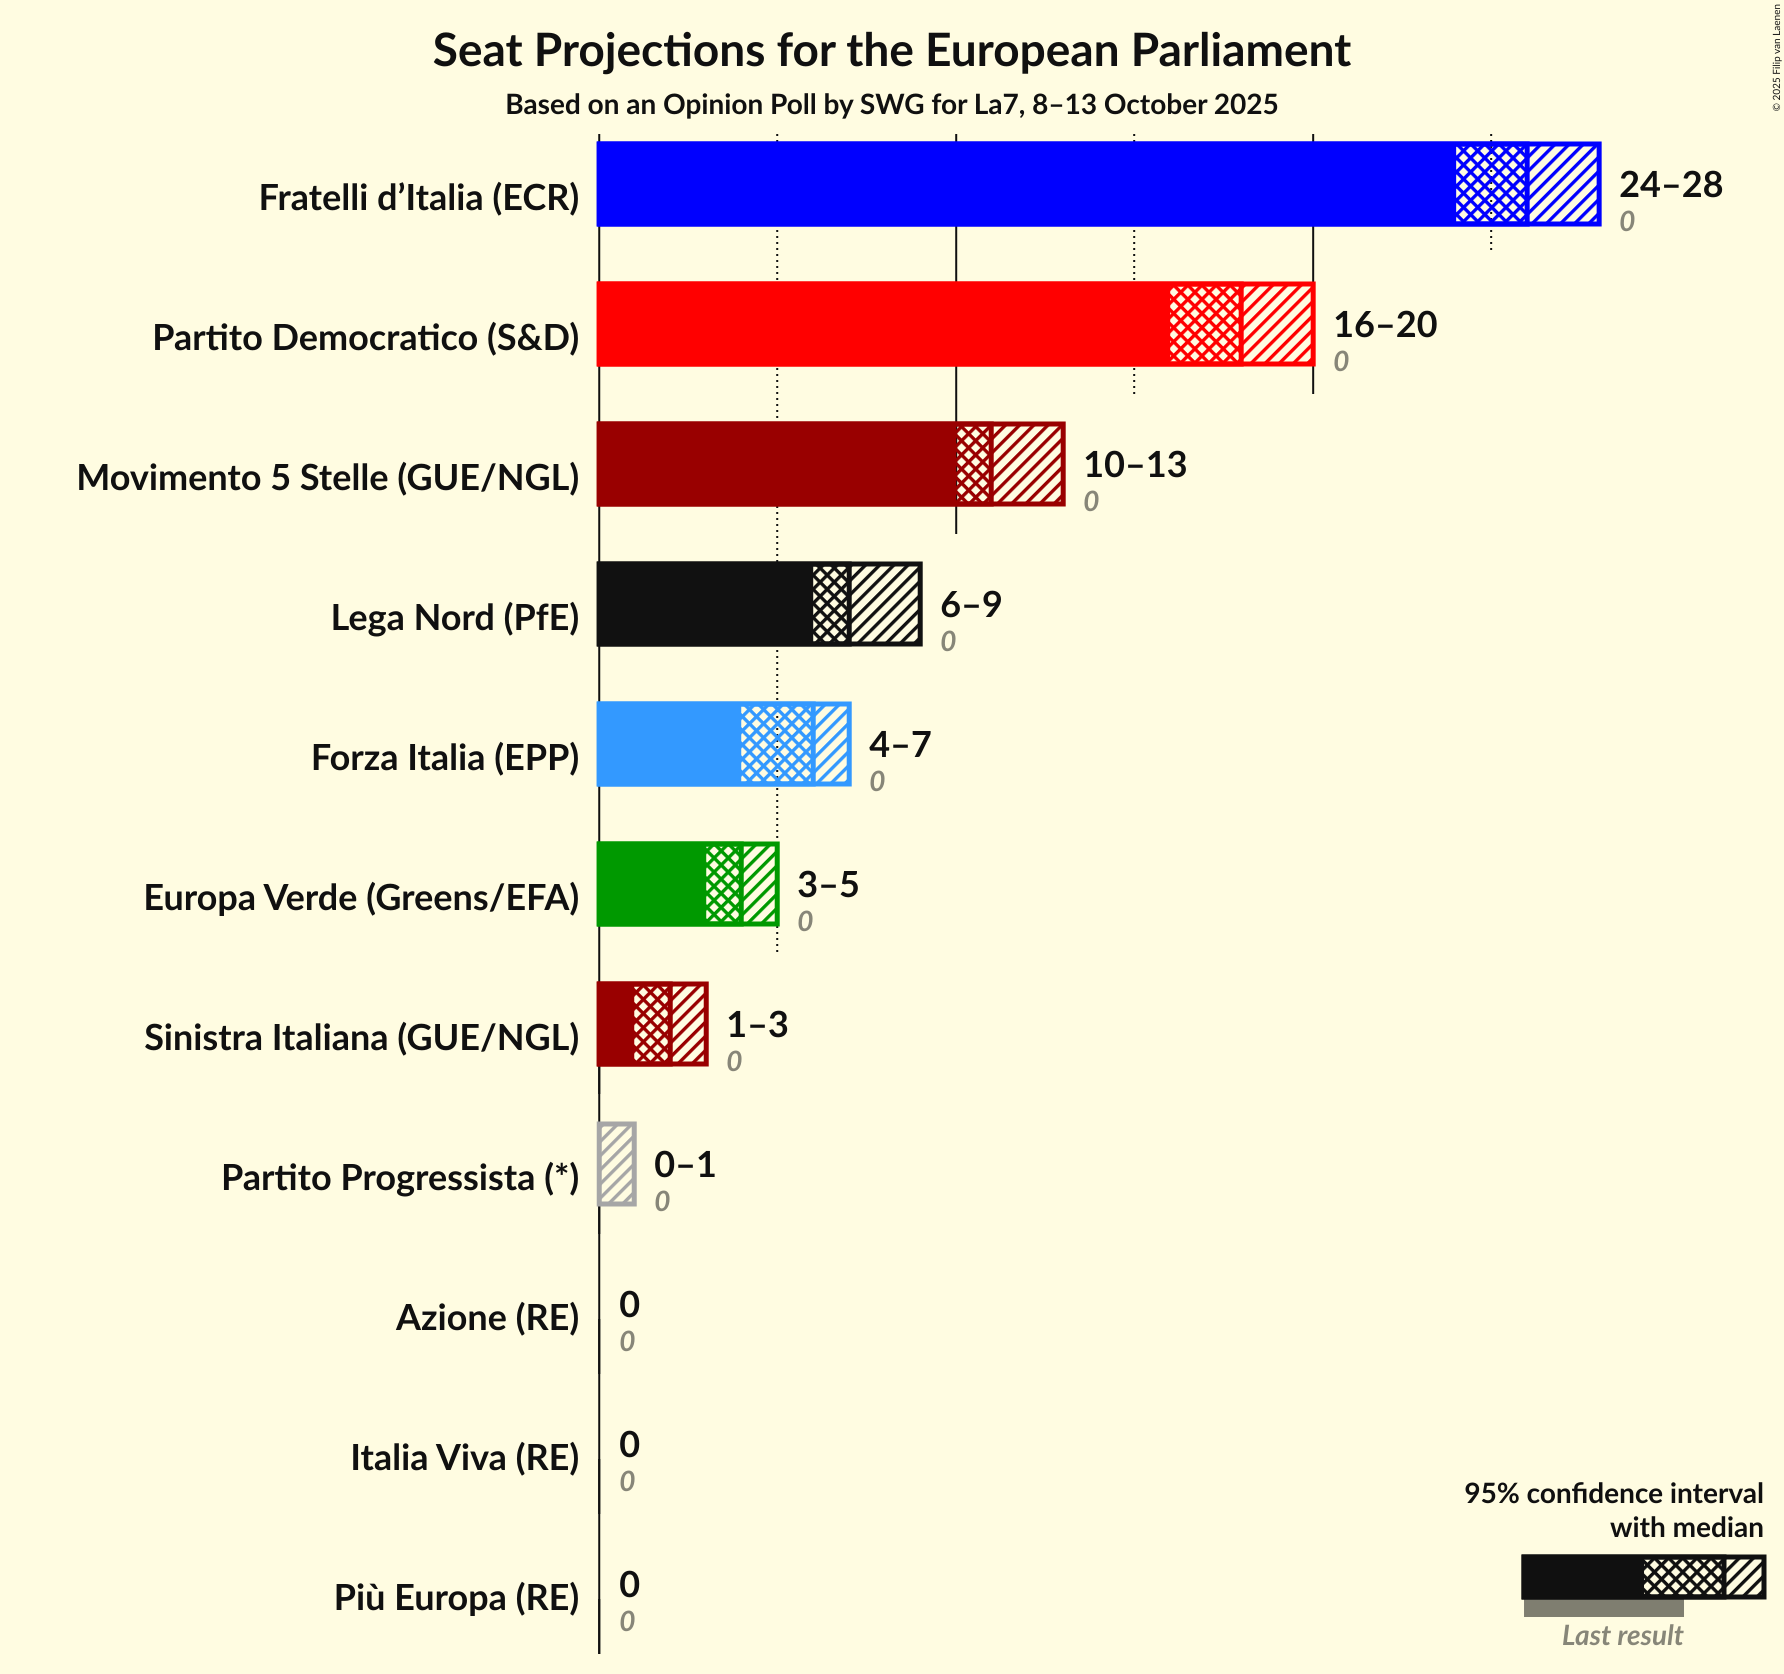 Seat Projections for the European Parliament
Based on an Opinion Poll by SWG for La7, 8–13 October 2025
© 2025 Filip van Laenen
Fratelli d’Italia (ECR)
24–28
0
Partito Democratico (S&D)
16–20
0
Movimento 5 Stelle (GUE/NGL)
10–13
0
Lega Nord (PfE)
6–9
0
Forza Italia (EPP)
4–7
0
Europa Verde (Greens/EFA)
3–5
0
Sinistra Italiana (GUE/NGL)
1–3
0
Partito Progressista (*)
0–1
0
Azione (RE)
0
0
Italia Viva (RE)
0
0
Più Europa (RE)
0
0
95% confidence interval
with median
Last result